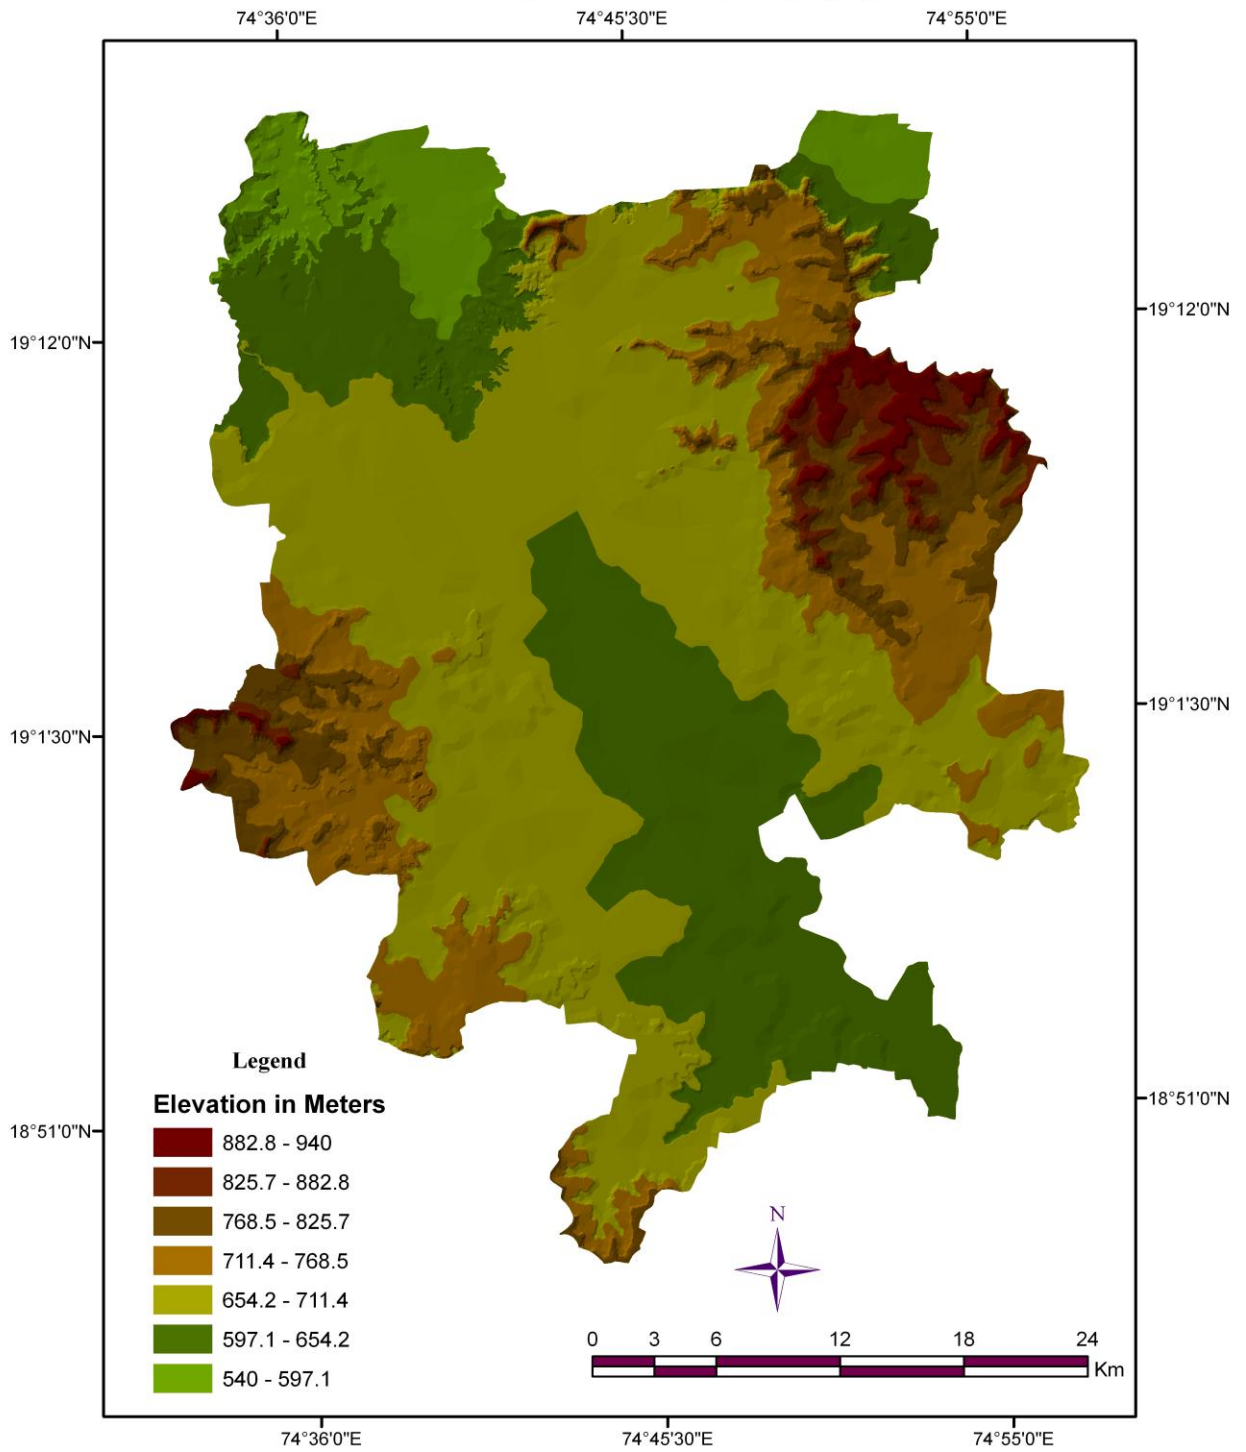 74°36'0"E 74°45'30"E 74°55'0"E
19°12'0"N
19°12'0"N
19°1'30"N
19°1'30"N
18°51'0"N
18°51'0"N
Legend
Elevation in Meters
882.8 - 940
825.7 - 882.8
768.5 - 825.7
711.4 - 768.5
654.2 - 711.4
597.1 - 654.2
540 - 597.1
N
0 3 6 12 18 24
Km
74°36'0"E 74°45'30"E 74°55'0"E